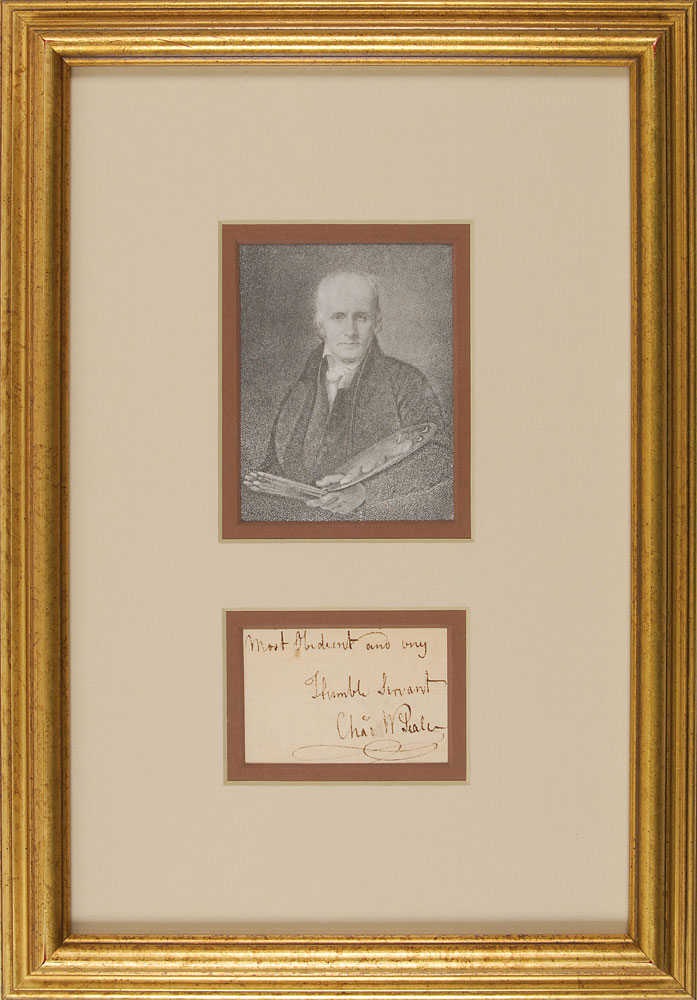 Most Obedient and very
Humble Servant
Chas W Peale